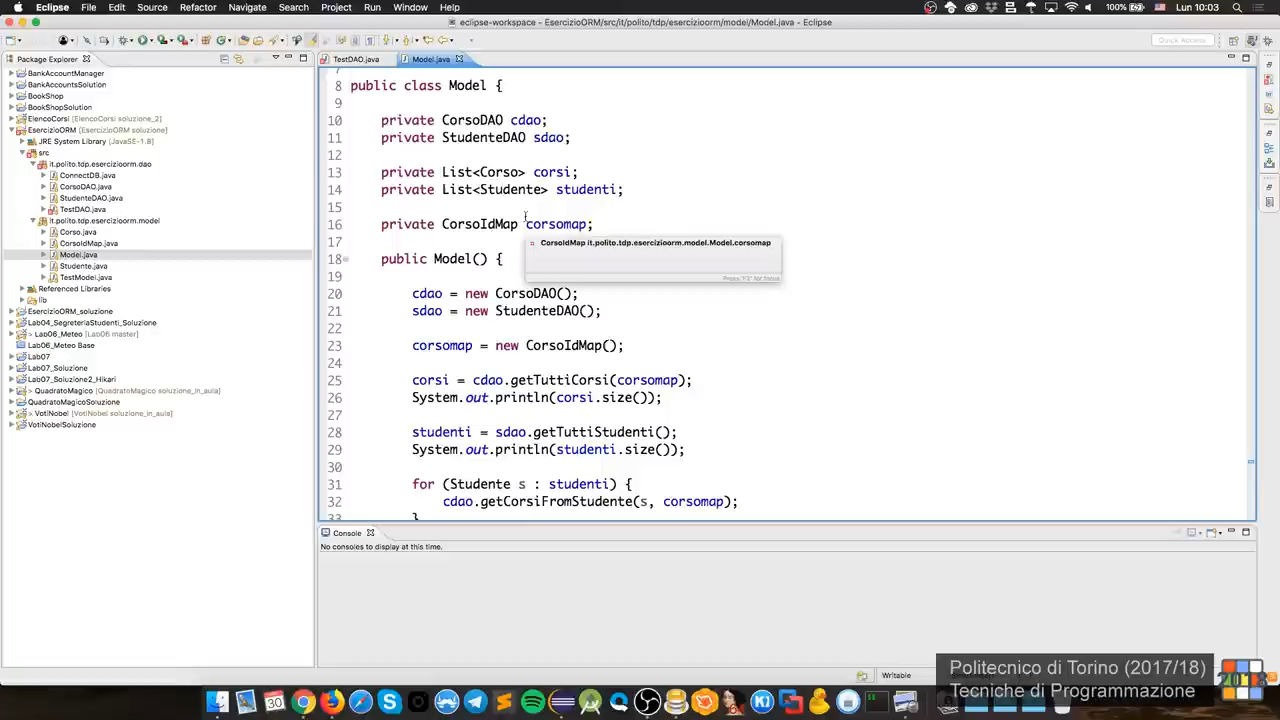 Eclipse File Edit Source Refactor Navigate Search Project Run Window Help 100% Lun 10:03
eclipse-workspace - EsercizioORM/src/it/polito/tdp/esercizioorm/model/Model.java - Eclipse
Quick Access
Package Explorer
TestDAO.java Model.java
BankAccountManager
BankAccountsSolution
BookShop
BookShopSolution
ElencoCorsi [ElencoCorsi soluzione_2]
EsercizioORM [EsercizioORM soluzione]
JRE System Library [JavaSE-1.8]
src
it.polito.tdp.esercizioorm.dao
ConnectDB.java
CorsoDAO.java
StudenteDAO.java
TestDAO.java
it.polito.tdp.esercizioorm.model
Corso.java
CorsoIdMap.java
Model.java
Studente.java
TestModel.java
Referenced Libraries
lib
EsercizioORM_soluzione
Lab04_SegreteriaStudenti_Soluzione
> Lab06_Meteo [Lab06 master]
Lab06_Meteo Base
Lab07
Lab07_Soluzione
Lab07_Soluzione2_Hikari
> QuadratoMagico [QuadratoMagico soluzione_in_aula]
QuadratoMagicoSoluzione
> VotiNobel [VotiNobel soluzione_in_aula]
VotiNobelSoluzione
7
8 public class Model {
9
10 private CorsoDAO cdao;
11 private StudenteDAO sdao;
12
13 private List<Corso> corsi;
14 private List<Studente> studenti;
15
16 private CorsoIdMap corsomap;
17
CorsoIdMap it.polito.tdp.esercizioorm.model.Model.corsomap
Press 'F2' for focus
18 public Model() {
19
20 cdao = new CorsoDAO();
21 sdao = new StudenteDAO();
22
23 corsomap = new CorsoIdMap();
24
25 corsi = cdao.getTuttiCorsi(corsomap);
26 System.out.println(corsi.size());
27
28 studenti = sdao.getTuttiStudenti();
29 System.out.println(studenti.size());
30
31 for (Studente s : studenti) {
32 cdao.getCorsiFromStudente(s, corsomap);
33 }
Console
No consoles to display at this time.
Writable
Politecnico di Torino (2017/18)
Tecniche di Programmazione